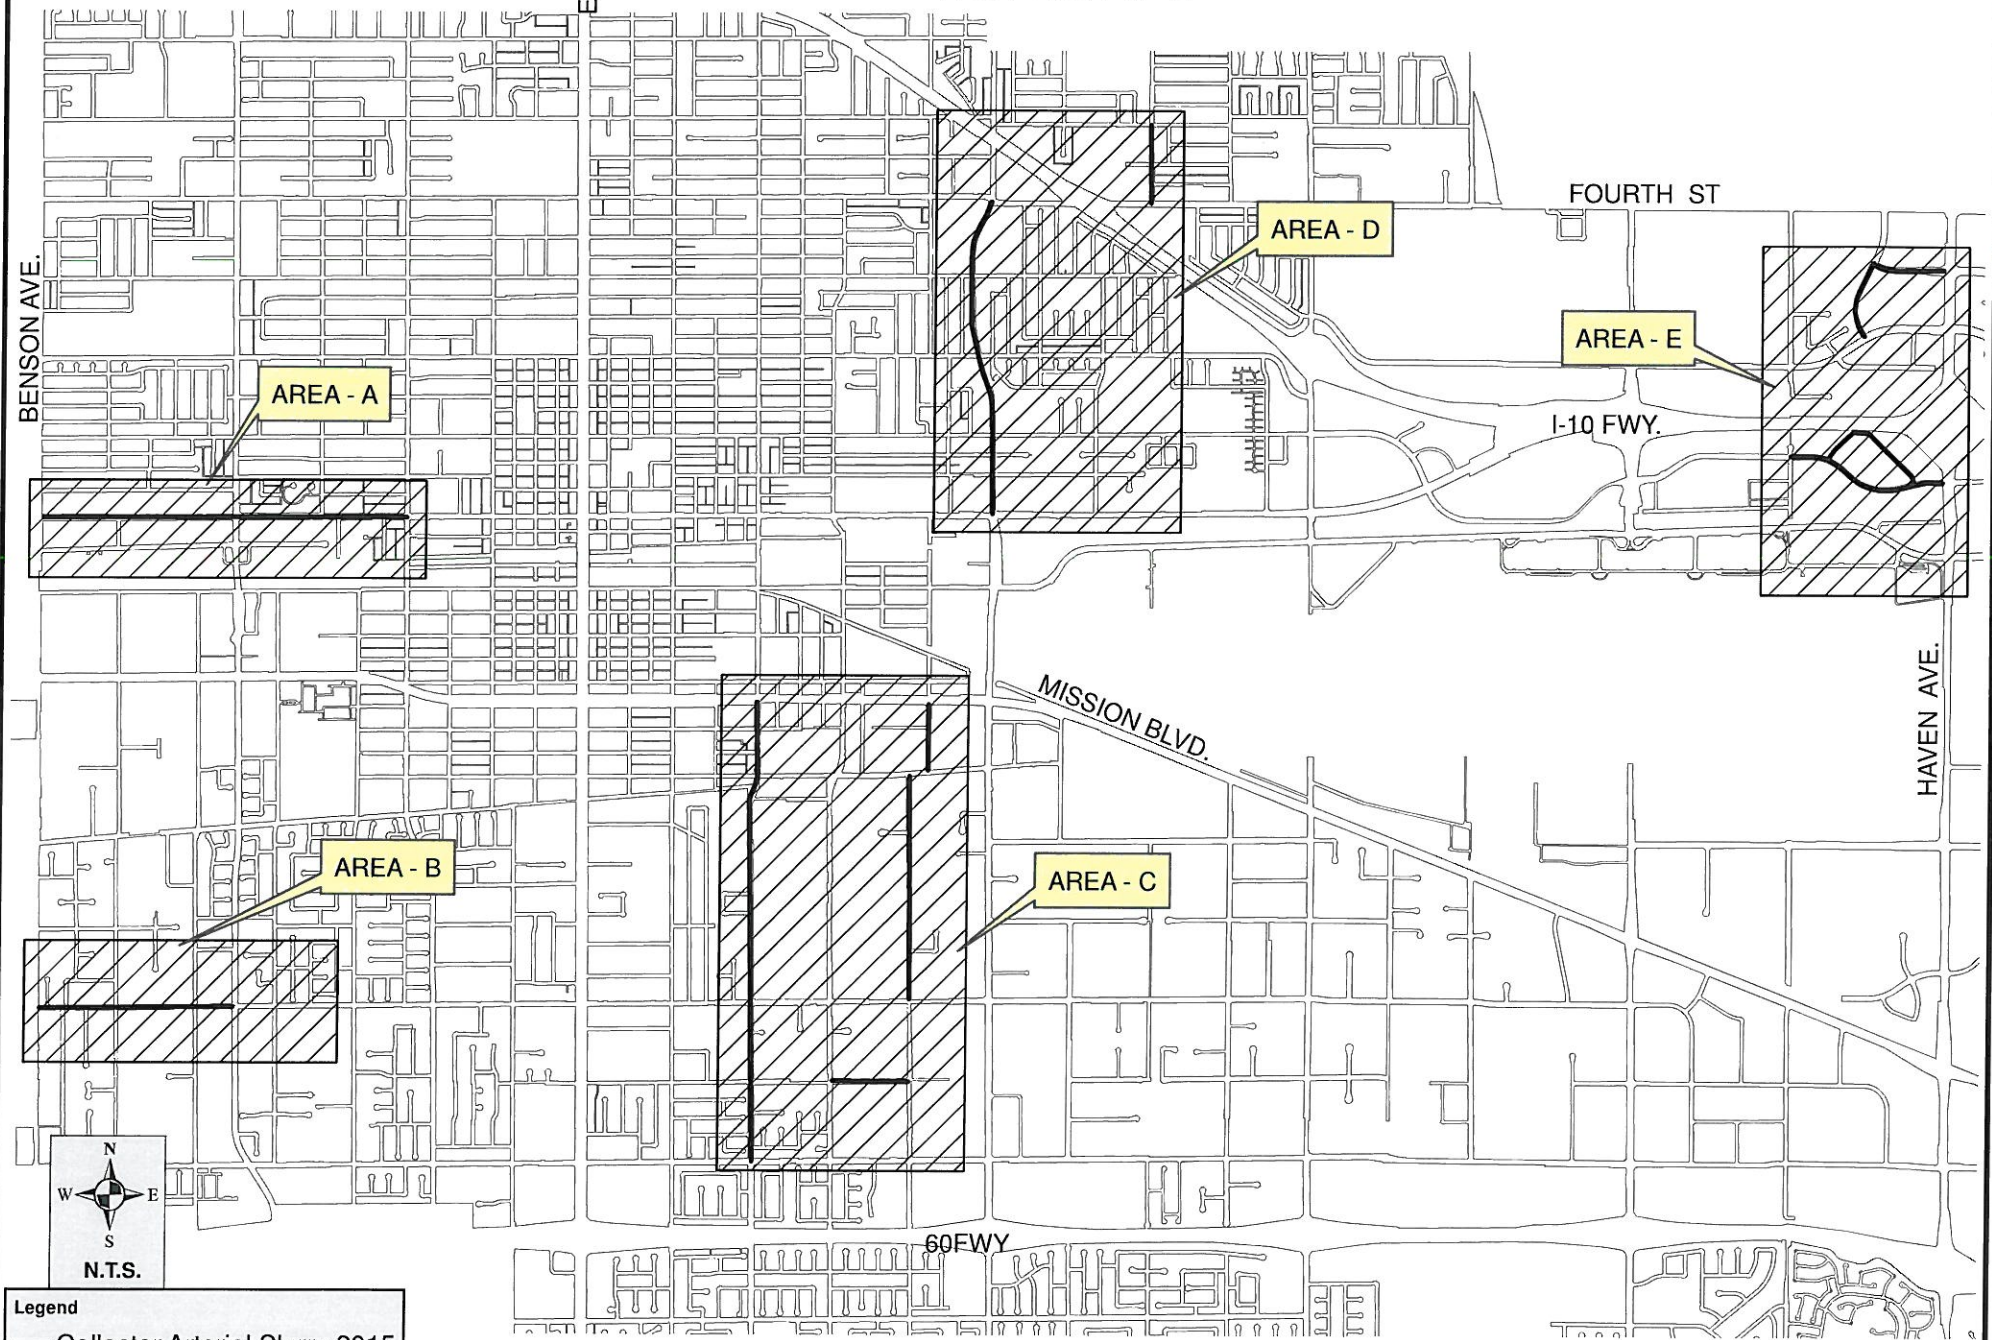 FOURTH ST
AREA - D
BENSON AVE.
AREA - E
AREA - A
I-10 FWY.
MISSION BLVD.
HAVEN AVE.
AREA - B
AREA - C
N
W E
S
N.T.S.
60FWY
Legend